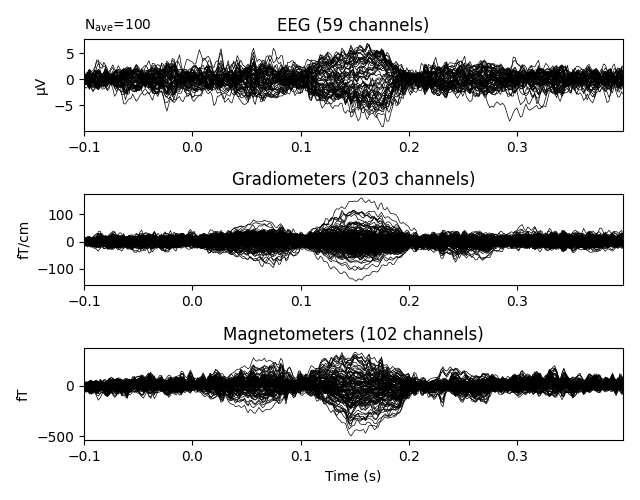 N_ave=100
EEG (59 channels)
µV
5
0
−5
−0.1 0.0 0.1 0.2 0.3
Gradiometers (203 channels)
fT/cm
100
0
−100
−0.1 0.0 0.1 0.2 0.3
Magnetometers (102 channels)
fT
0
−500
−0.1 0.0 0.1 0.2 0.3
Time (s)